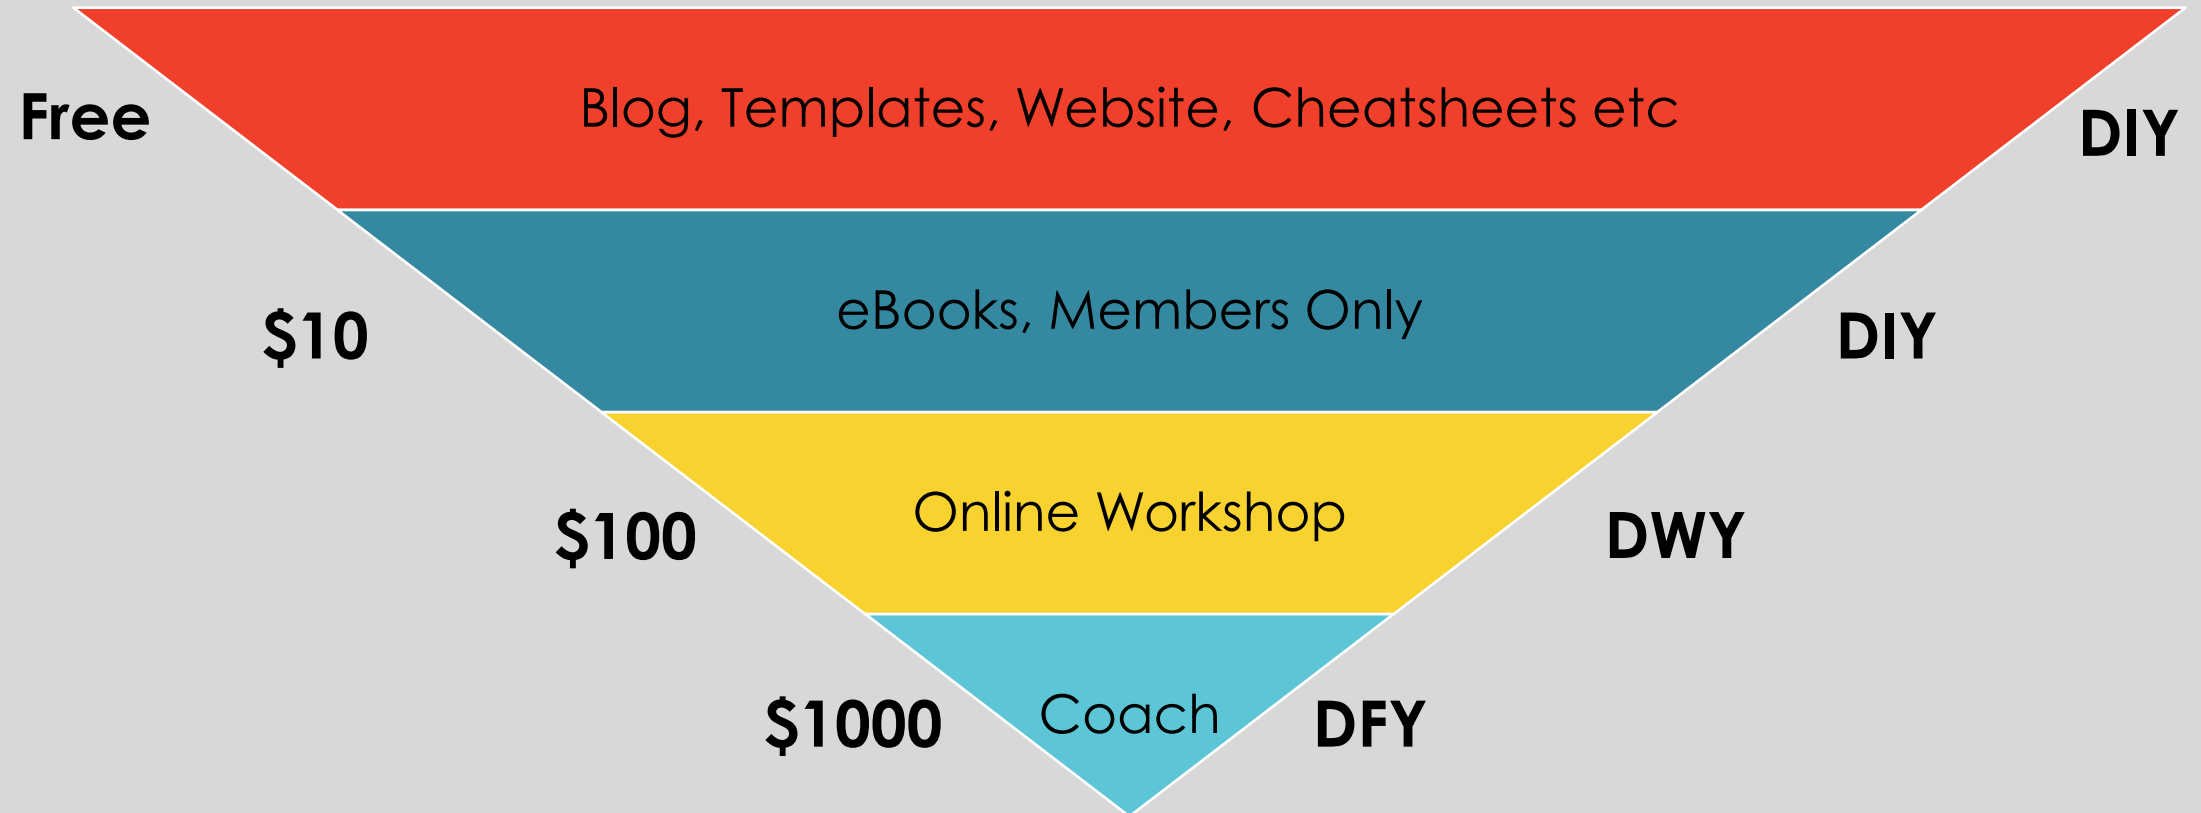 Free
Blog, Templates, Website, Cheatsheets etc
DIY
$10
eBooks, Members Only
DIY
$100
Online Workshop
DWY
$1000
Coach
DFY